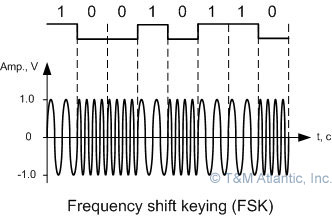 1 0 0 1 0 1 1 0
Amp., V
1.0
0
t, c
-1.0
© T&M Atlantic, Inc.
Frequency shift keying (FSK)